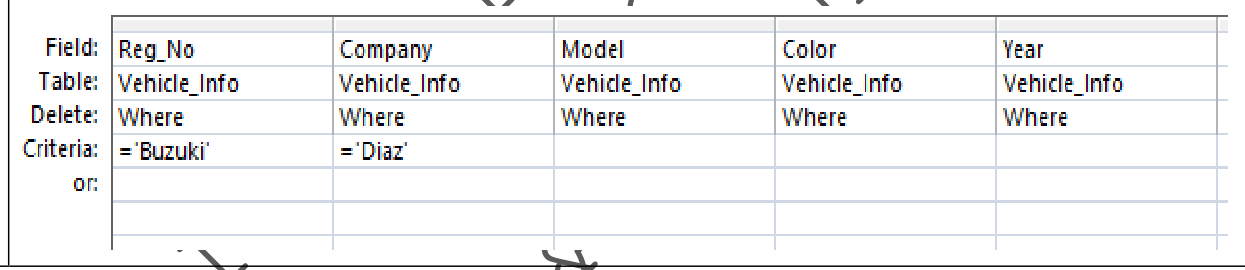 Field: Reg_No Company Model Color Year
Table: Vehicle_Info Vehicle_Info Vehicle_Info Vehicle_Info Vehicle_Info
Delete: Where Where Where Where Where
Criteria: ='Buzuki' ='Diaz'
or: